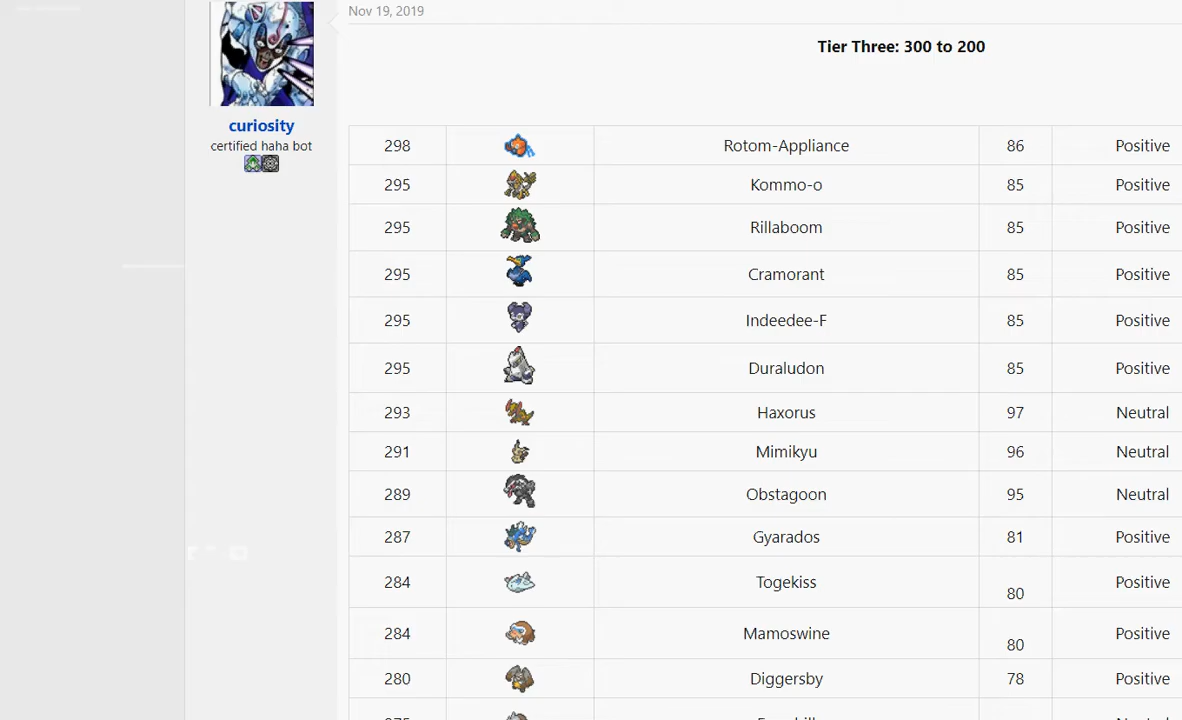 Nov 19, 2019
Tier Three: 300 to 200
curiosity
certified haha bot
298 Rotom-Appliance 86 Positive
295 Kommo-o 85 Positive
295 Rillaboom 85 Positive
295 Cramorant 85 Positive
295 Indeedee-F 85 Positive
295 Duraludon 85 Positive
293 Haxorus 97 Neutral
291 Mimikyu 96 Neutral
289 Obstagoon 95 Neutral
287 Gyarados 81 Positive
284 Togekiss 80 Positive
284 Mamoswine 80 Positive
280 Diggersby 78 Positive